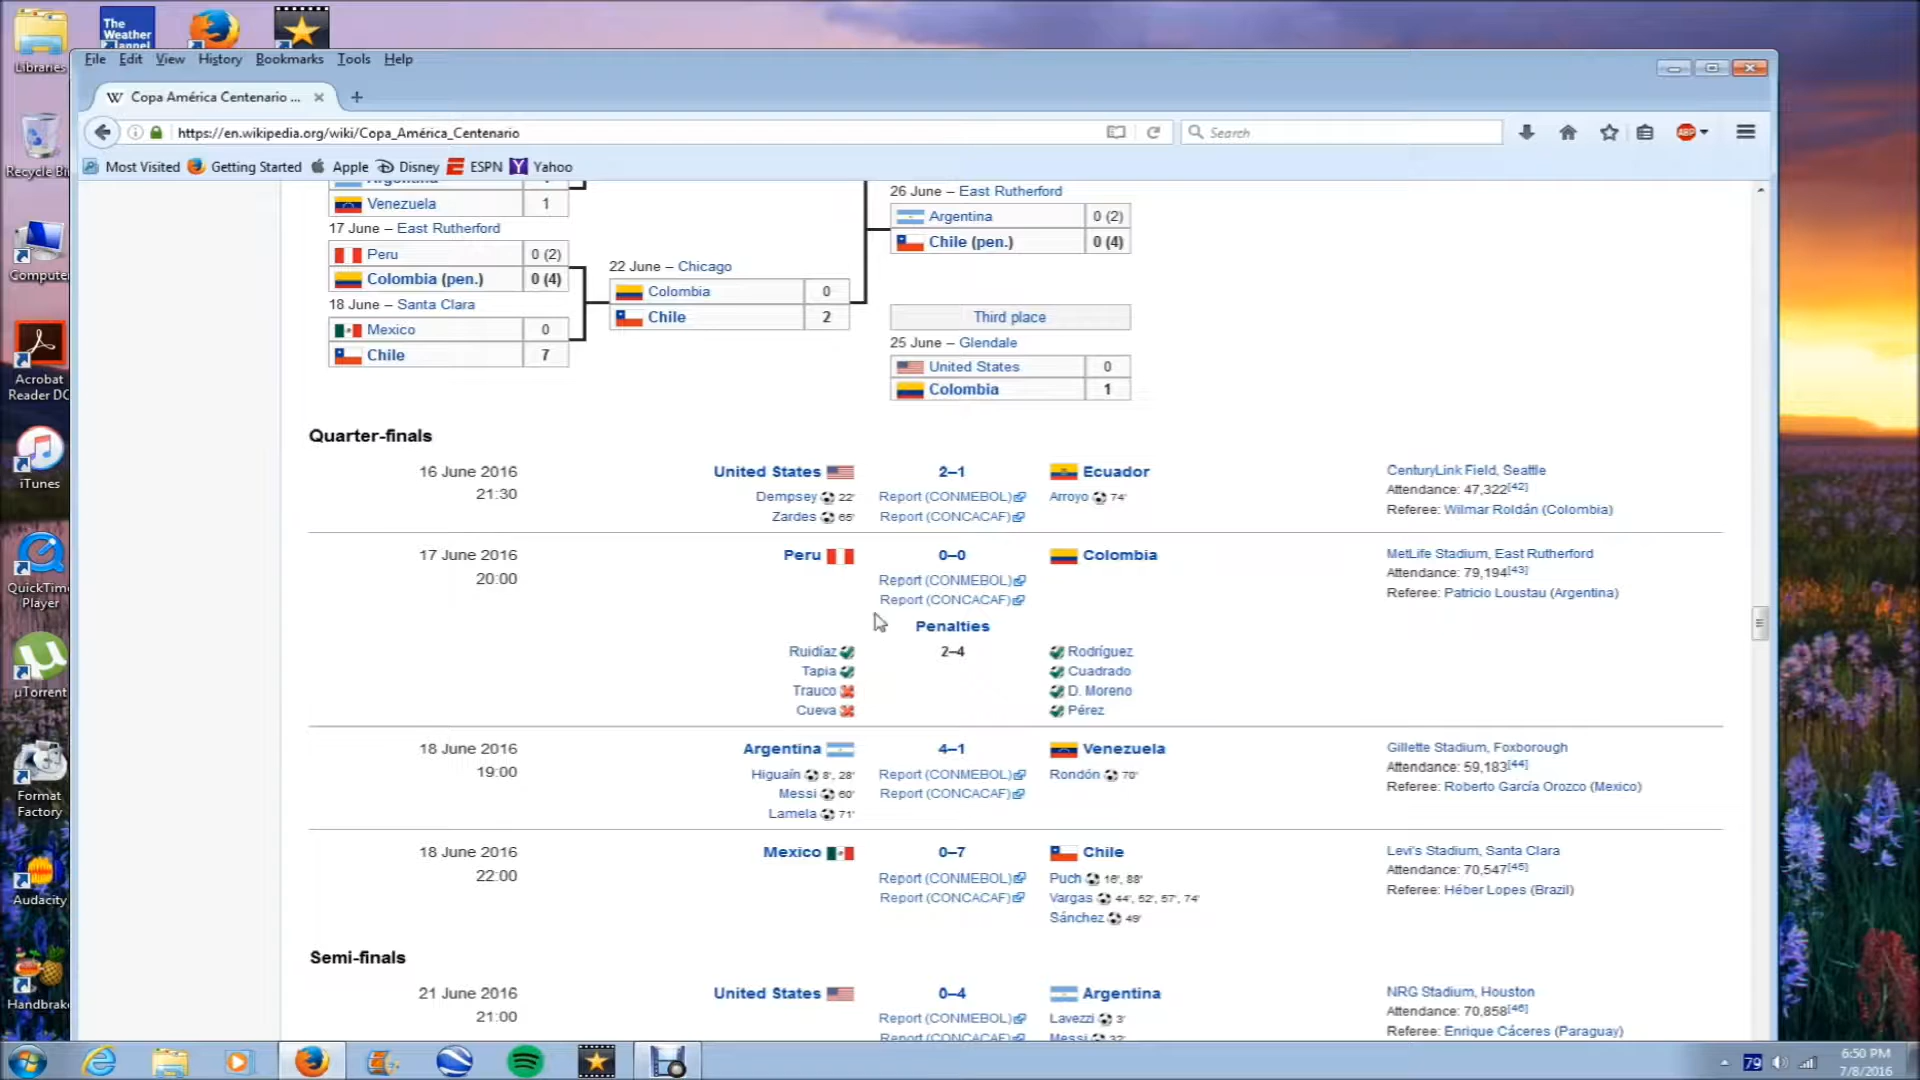 The
Weather
Channel
Libraries
Recycle Bi
Computer
Acrobat
Reader DC
iTunes
QuickTime
Player
µTorrent
Format
Factory
Audacity
Handbrake
File Edit View History Bookmarks Tools Help
W Copa América Centenario ...
https://en.wikipedia.org/wiki/Copa_América_Centenario
Search
ABP
Most Visited Getting Started Apple Disney ESPN Yahoo
Argentina
Venezuela 1
17 June – East Rutherford
Peru 0 (2)
Colombia (pen.) 0 (4)
18 June – Santa Clara
Mexico 0
Chile 7
22 June – Chicago
Colombia 0
Chile 2
26 June – East Rutherford
Argentina 0 (2)
Chile (pen.) 0 (4)
Third place
25 June – Glendale
United States 0
Colombia 1
Quarter-finals
16 June 2016 United States 2–1 Ecuador CenturyLink Field, Seattle
21:30 Dempsey 22' Report (CONMEBOL) Arroyo 74' Attendance: 47,322[42]
Zardes 65' Report (CONCACAF) Referee: Wilmar Roldán (Colombia)
17 June 2016 Peru 0–0 Colombia MetLife Stadium, East Rutherford
20:00 Report (CONMEBOL) Attendance: 79,194[43]
Report (CONCACAF) Referee: Patricio Loustau (Argentina)
Penalties
Ruidíaz 2–4 Rodríguez
Tapia Cuadrado
Trauco D. Moreno
Cueva Pérez
18 June 2016 Argentina 4–1 Venezuela Gillette Stadium, Foxborough
19:00 Higuaín 8', 28' Report (CONMEBOL) Rondón 70' Attendance: 59,183[44]
Messi 60' Report (CONCACAF) Referee: Roberto García Orozco (Mexico)
Lamela 71'
18 June 2016 Mexico 0–7 Chile Levi's Stadium, Santa Clara
22:00 Report (CONMEBOL) Puch 16', 88' Attendance: 70,547[45]
Report (CONCACAF) Vargas 44', 52', 57', 74' Referee: Héber Lopes (Brazil)
Sánchez 49'
Semi-finals
21 June 2016 United States 0–4 Argentina NRG Stadium, Houston
21:00 Report (CONMEBOL) Lavezzi 3' Attendance: 70,858[46]
Report (CONCACAF) Messi 32' Referee: Enrique Cáceres (Paraguay)
79
6:50 PM
7/8/2016